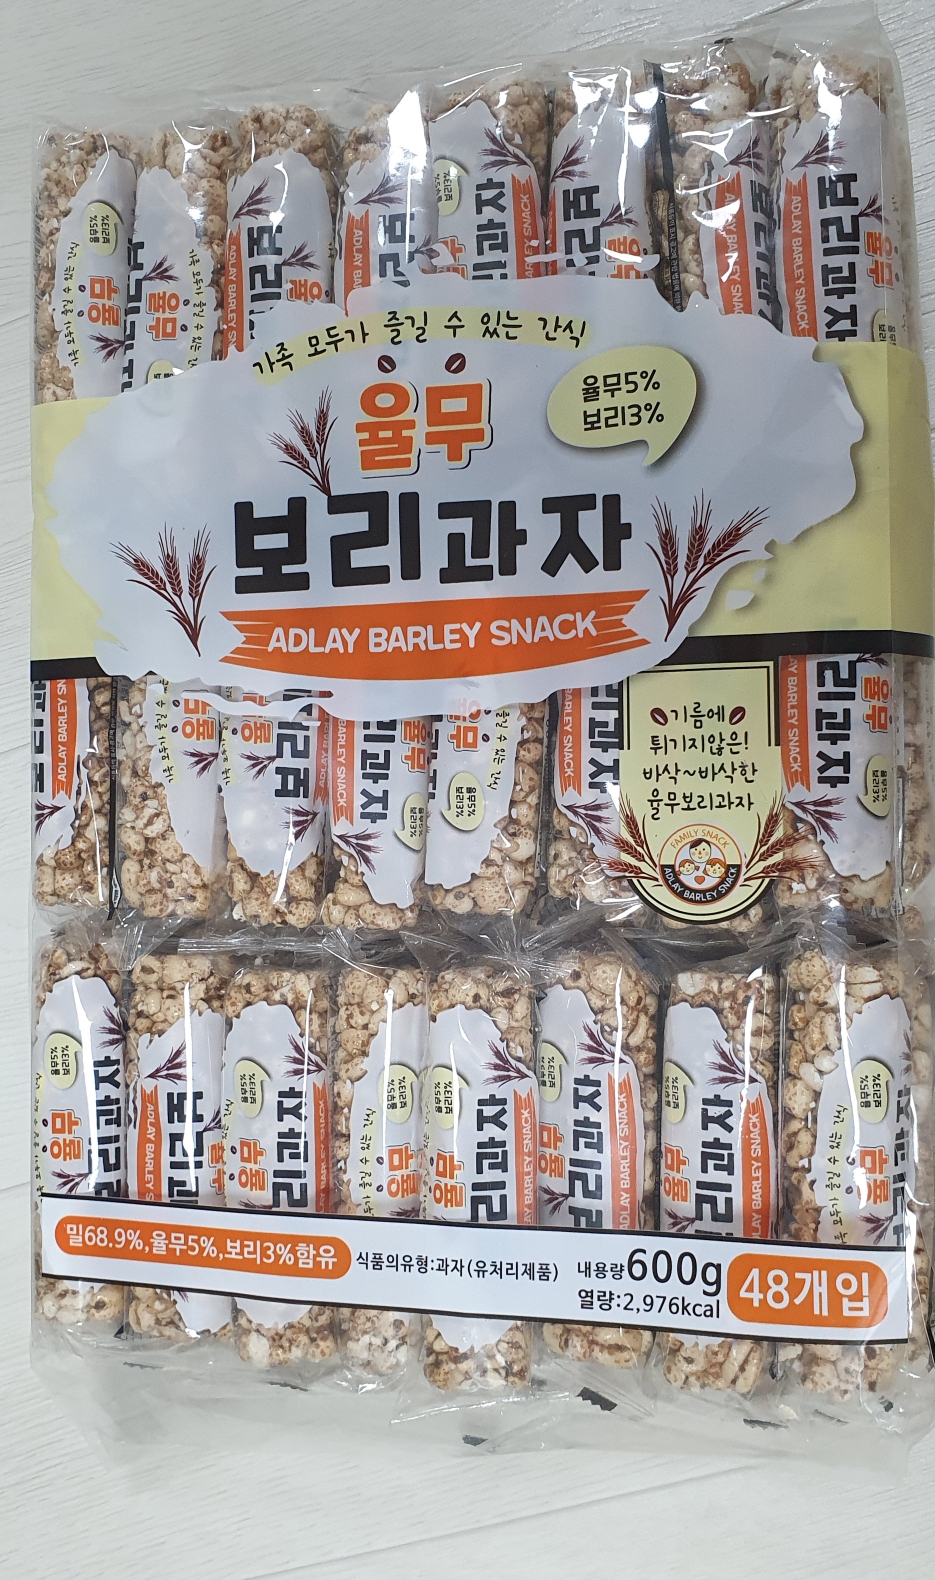 가족 모두가 즐길 수 있는 간식
율무
율무5%
보리3%
보리과자
ADLAY BARLEY SNACK
기름에
튀기지않은!
바삭~바삭한
율무보리과자
FAMILY SNACK
ADLAY BARLEY SNACK
밀68.9%,율무5%,보리3%함유
식품의유형:과자(유처리제품)
내용량600g
열량:2,976kcal
48개입